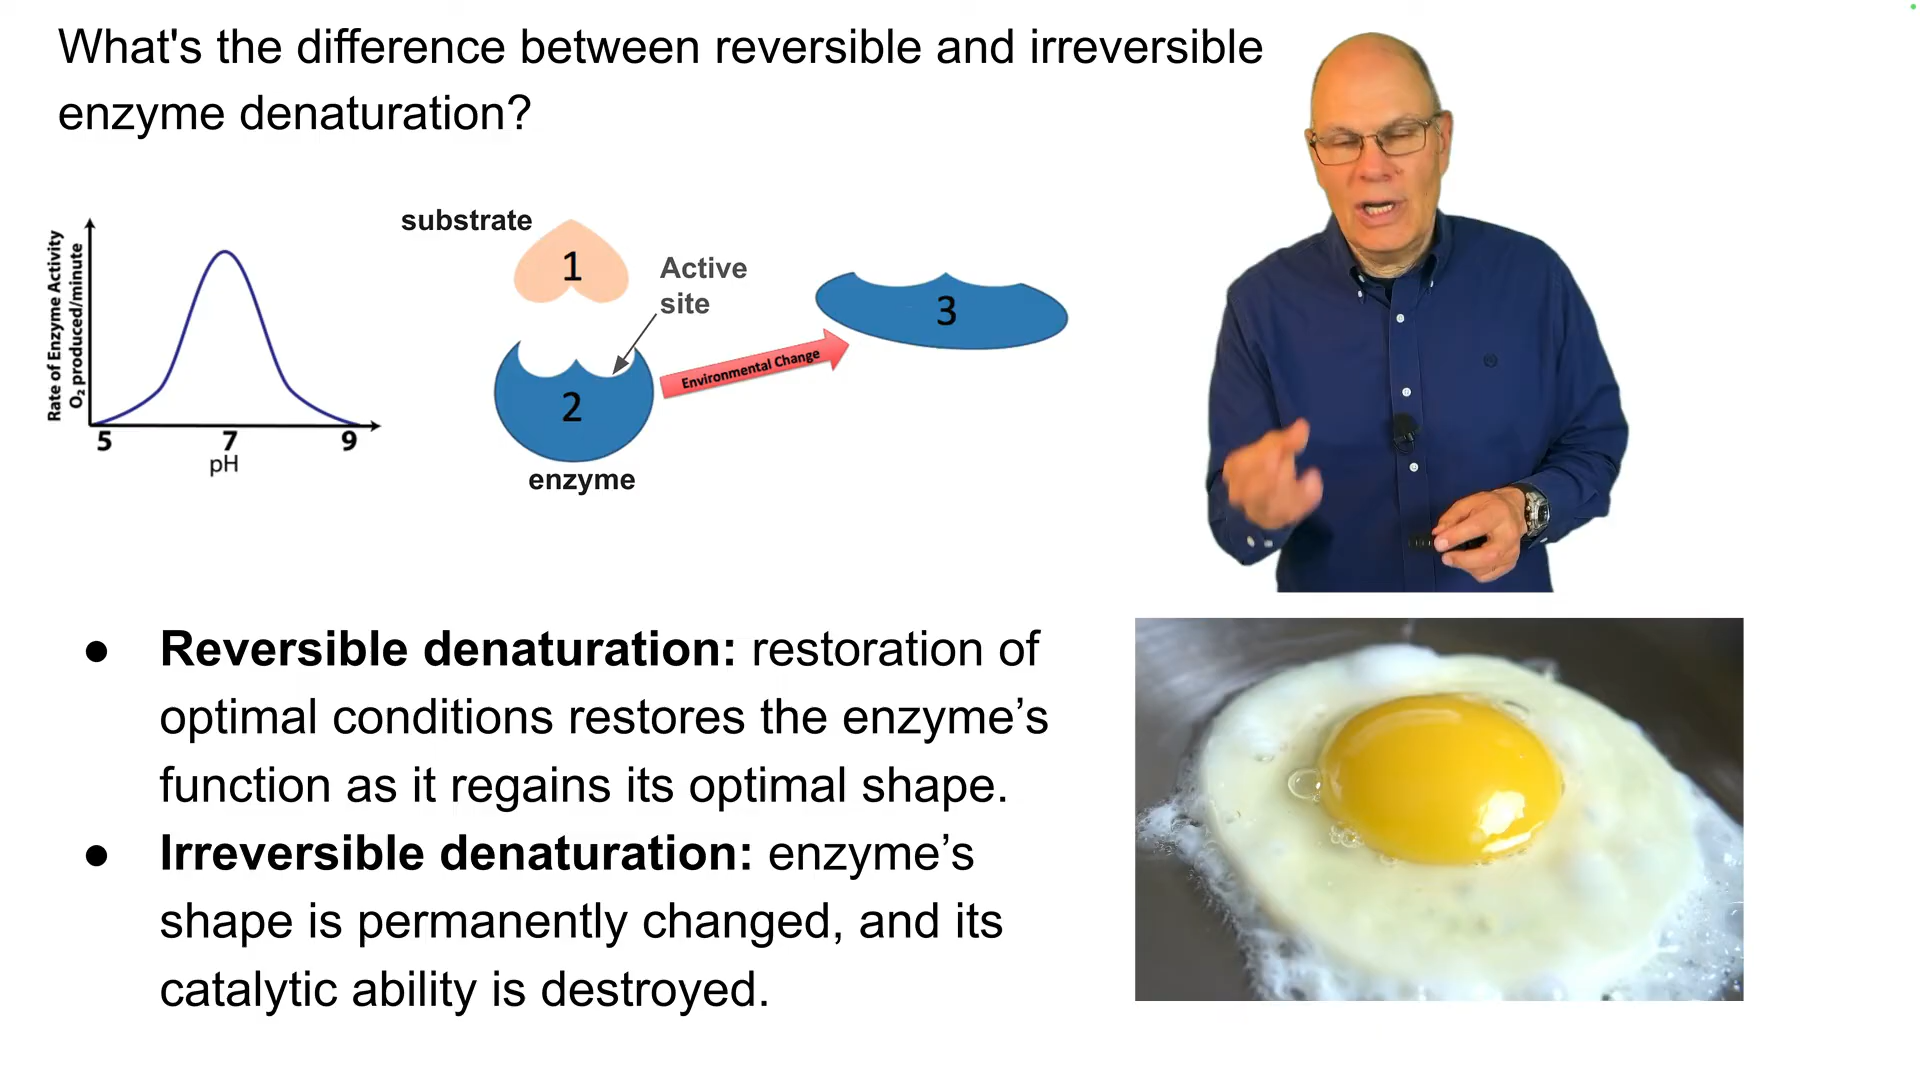 What's the difference between reversible and irreversible
enzyme denaturation?
Rate of Enzyme Activity
O₂ produced/minute
5 7 9
pH
substrate
1
Active
site
2
enzyme
Environmental Change
3
● Reversible denaturation: restoration of
optimal conditions restores the enzyme’s
function as it regains its optimal shape.
● Irreversible denaturation: enzyme’s
shape is permanently changed, and its
catalytic ability is destroyed.